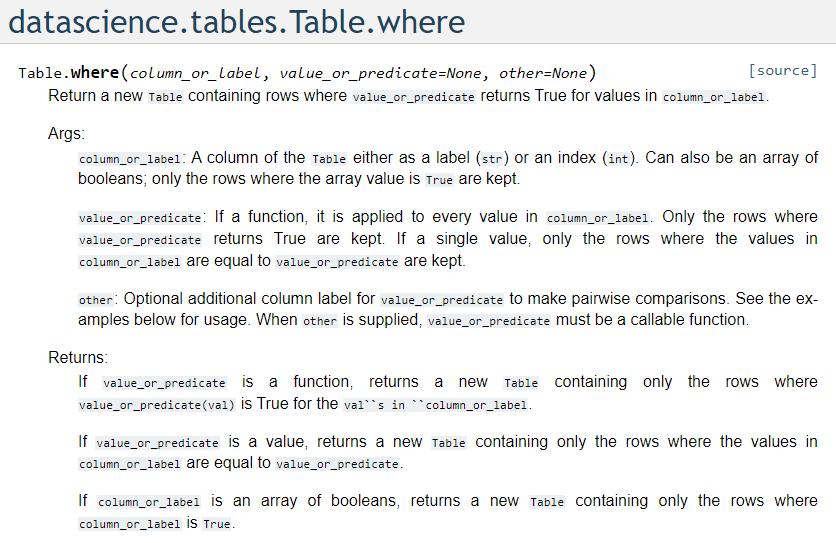 datascience.tables.Table.where
Table.where(column_or_label, value_or_predicate=None, other=None) [source]
Return a new Table containing rows where value_or_predicate returns True for values in column_or_label.
Args:
column_or_label: A column of the Table either as a label (str) or an index (int). Can also be an array of
booleans; only the rows where the array value is True are kept.
value_or_predicate: If a function, it is applied to every value in column_or_label. Only the rows where
value_or_predicate returns True are kept. If a single value, only the rows where the values in
column_or_label are equal to value_or_predicate are kept.
other: Optional additional column label for value_or_predicate to make pairwise comparisons. See the ex-
amples below for usage. When other is supplied, value_or_predicate must be a callable function.
Returns:
If value_or_predicate is a function, returns a new Table containing only the rows where
value_or_predicate(val) is True for the val``s in ``column_or_label.
If value_or_predicate is a value, returns a new Table containing only the rows where the values in
column_or_label are equal to value_or_predicate.
If column_or_label is an array of booleans, returns a new Table containing only the rows where
column_or_label is True.